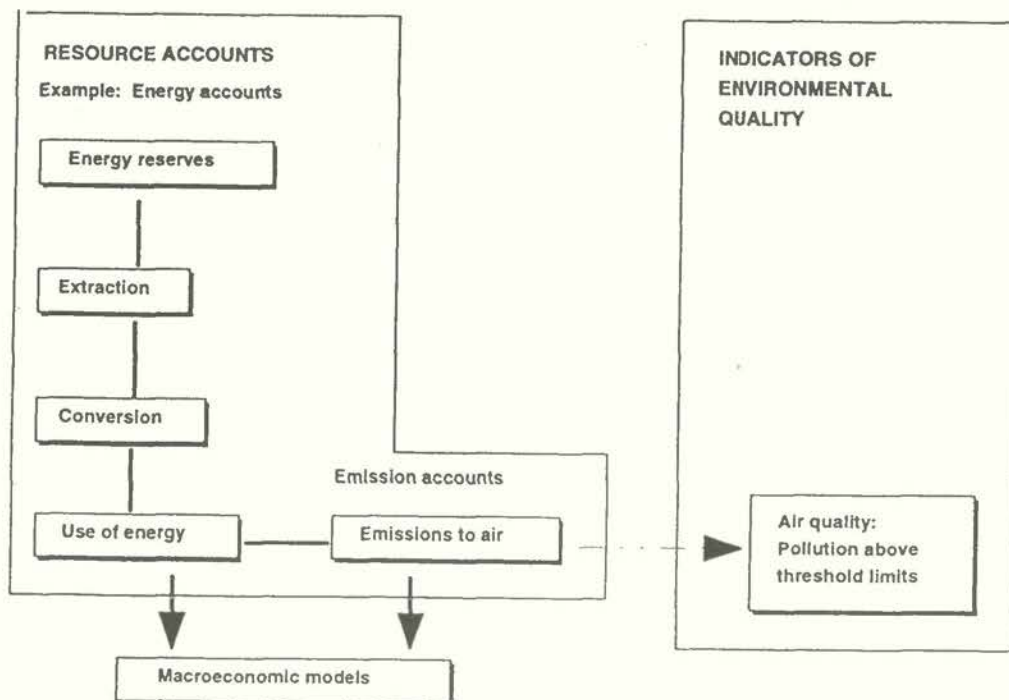 RESOURCE ACCOUNTS
Example: Energy accounts
Energy reserves
Extraction
Conversion
Emission accounts
Use of energy
Emissions to air
Macroeconomic models
INDICATORS OF
ENVIRONMENTAL
QUALITY
Air quality:
Pollution above
threshold limits